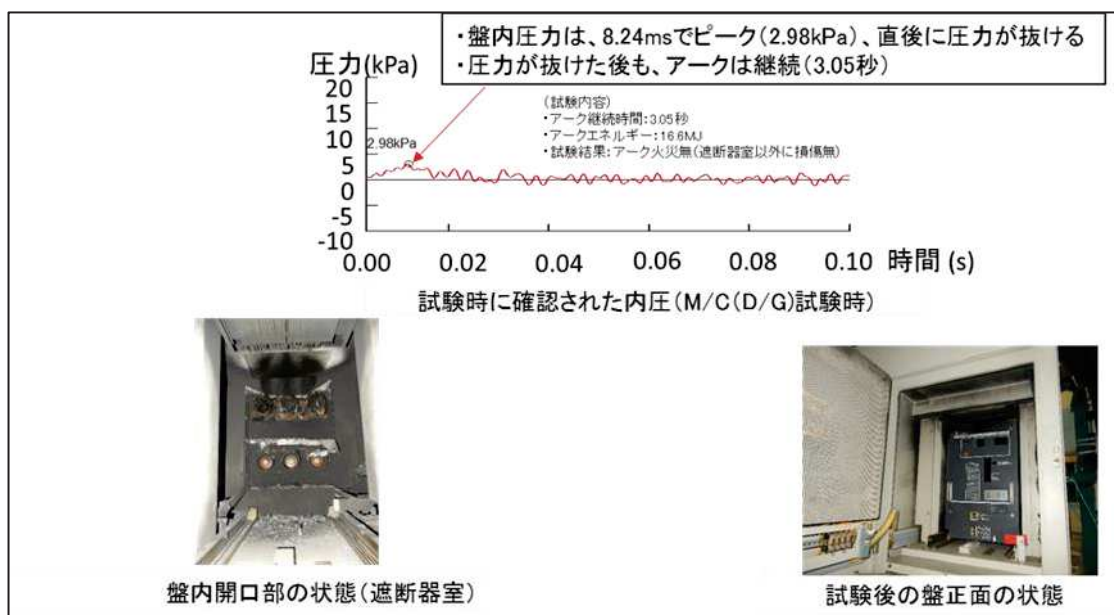 ・盤内圧力は、8.24msでピーク(2.98kPa)、直後に圧力が抜ける
・圧力が抜けた後も、アークは継続(3.05秒)
圧力(kPa)
20
15
10
5
0
-5
-10
2.98kPa
(試験内容)
・アーク継続時間:3.05秒
・アークエネルギー:16.6MJ
・試験結果:アーク火災無(遮断器室以外に損傷無)
0.00 0.02 0.04 0.06 0.08 0.10 時間 (s)
試験時に確認された内圧(M/C(D/G)試験時)
盤内開口部の状態(遮断器室)
試験後の盤正面の状態